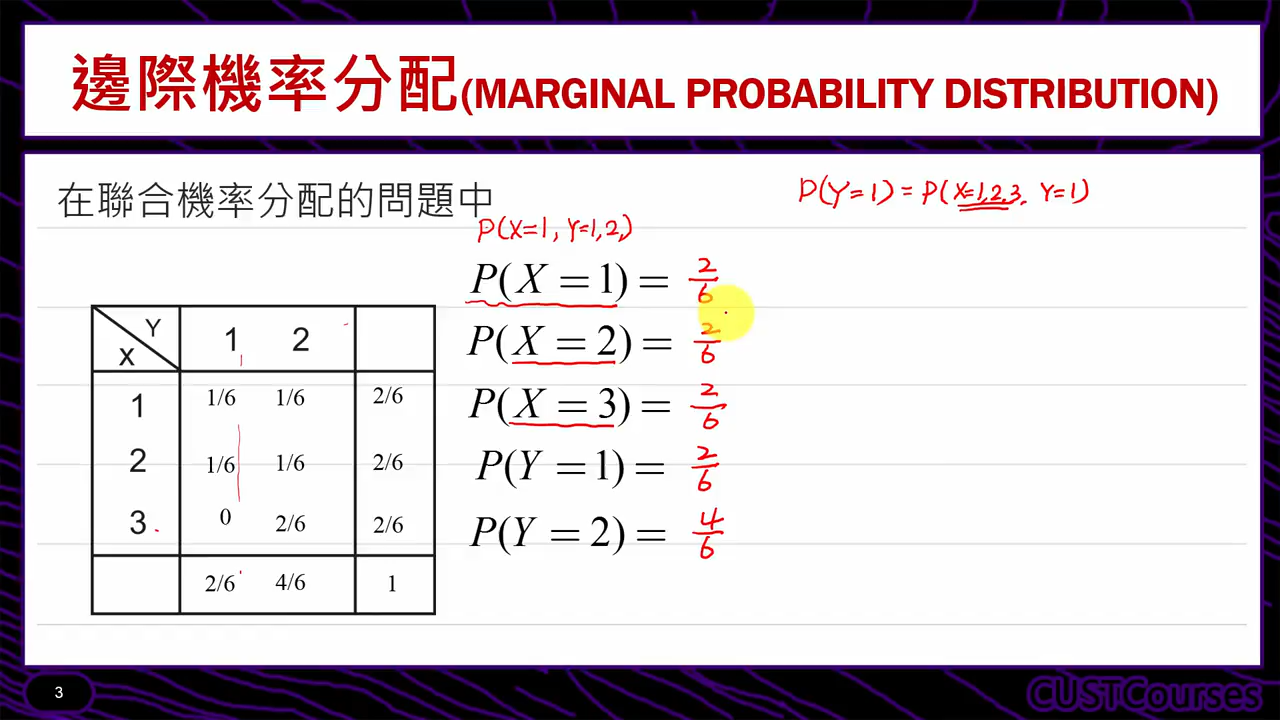 邊際機率分配(MARGINAL PROBABILITY DISTRIBUTION)
在聯合機率分配的問題中
P(Y=1) = P(X=1,2,3, Y=1)
P(X=1, Y=1,2,)
P(X = 1) = 2/6
P(X = 2) = 2/6
P(X = 3) = 2/6
P(Y = 1) = 2/6
P(Y = 2) = 4/6
Y
X
1 2
1 1/6 1/6 2/6
2 1/6 1/6 2/6
3 0 2/6 2/6
2/6 4/6 1
3
CUSTCourses